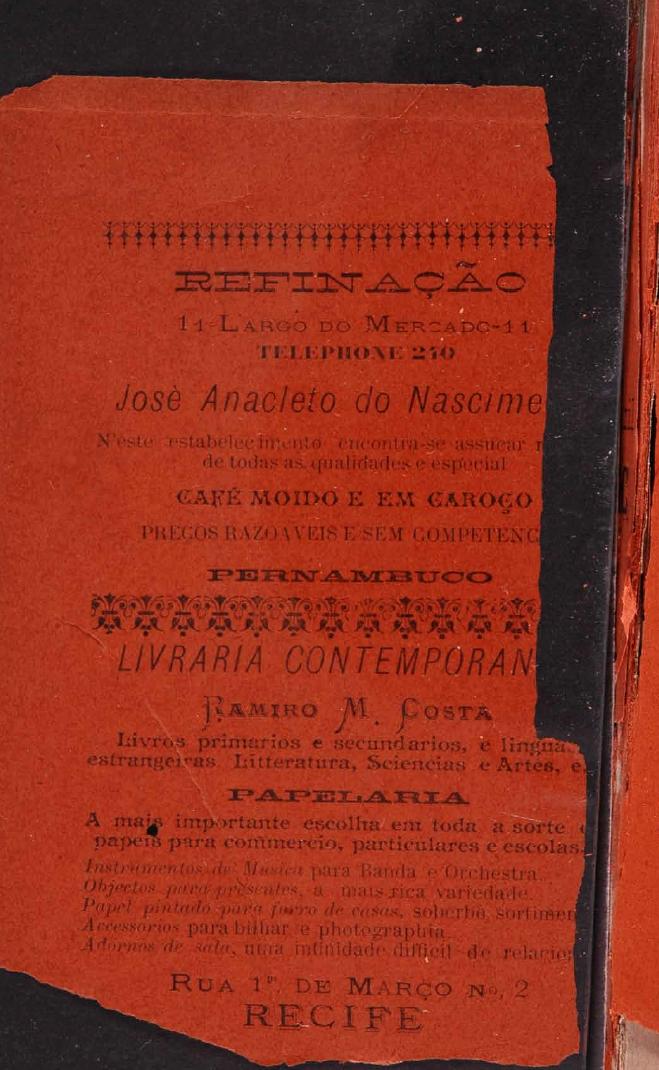 REFINAÇÃO
11-LARGO DO MERCADO-11
TELEPHONE 240
Josè Anacleto do Nascime
N'este estabelecimento encontra-se assucar
de todas as qualidades e especial
CAFÉ MOIDO E EM CAROÇO
PREÇOS RAZOAVEIS E SEM COMPETENC
PERNAMBUCO
LIVRARIA CONTEMPORAN
RAMIRO M. COSTA
Livros primarios e secundarios, e lingua
estrangeiras. Litteratura, Sciencias e Artes, e
PAPELARIA
A mais importante escolha em toda a sorte
papeis para commercio, particulares e escolas
Instrumentos de Musica para Banda e Orchestra.
Objectos para presentes, a mais rica variedade.
Papel pintado para forro de casas, soberbo, sortimen
Accessorios para bilhar e photographia.
Adornos de sala, uma infinidade difficil de relacio
RUA 1º. DE MARÇO Nº. 2
RECIFE